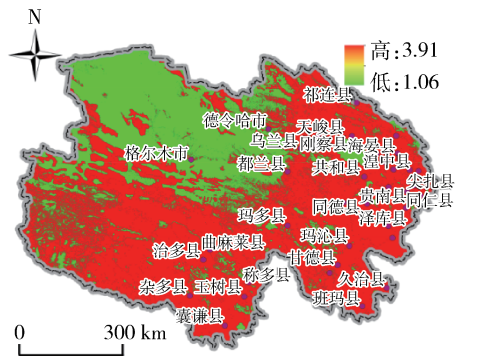 N
高:3.91
低:1.06
祁连县
德令哈市
天峻县
乌兰县
刚察县
海晏县
格尔木市
都兰县
共和县
湟中县
尖扎县
贵南县
同仁县
同德县
泽库县
玛多县
玛沁县
治多县
曲麻莱县
甘德县
称多县
久治县
杂多县
玉树县
班玛县
囊谦县
0
300 km